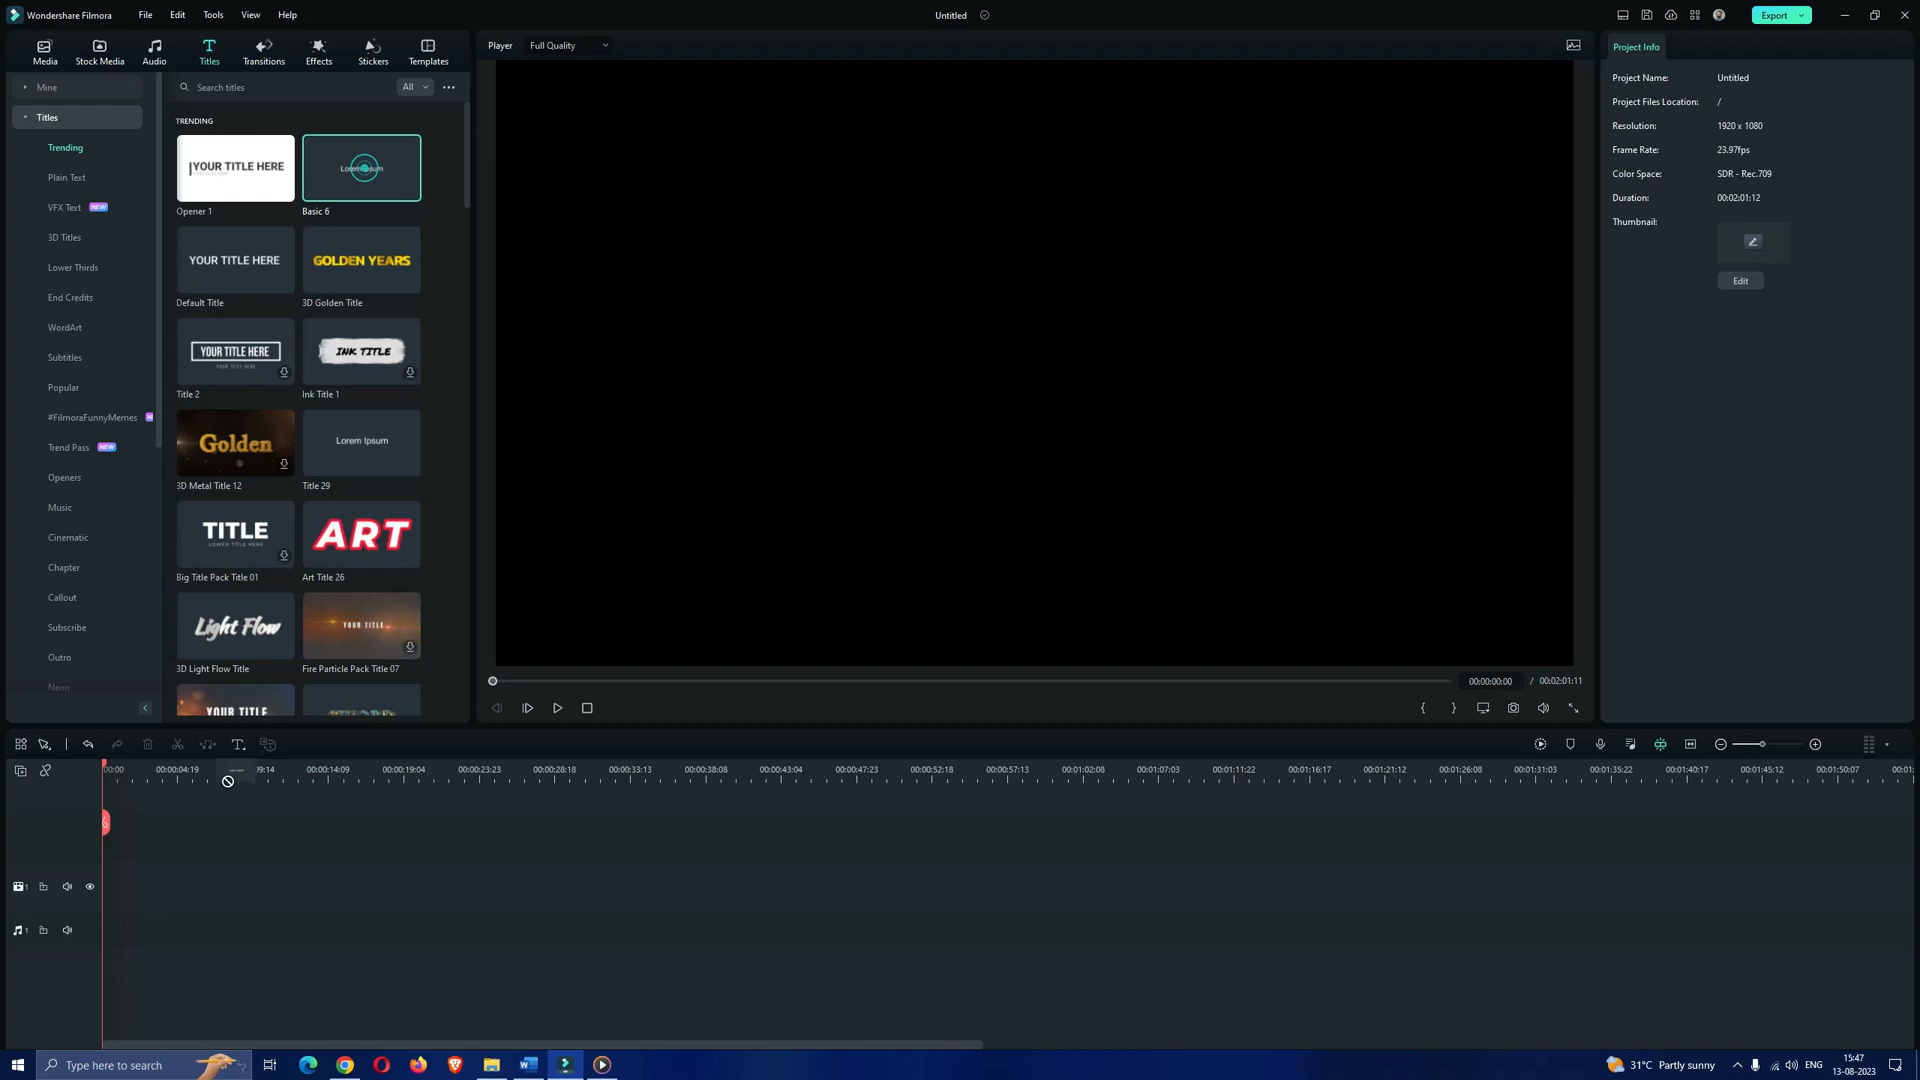 Wondershare Filmora File Edit Tools View Help
Untitled
Export
Media Stock Media Audio Titles Transitions Effects Stickers Templates
Player Full Quality
Project Info
Mine
Titles
Trending
Plain Text
VFX Text NEW
3D Titles
Lower Thirds
End Credits
WordArt
Subtitles
Popular
#FilmoraFunnyMemes
Trend Pass NEW
Openers
Music
Cinematic
Chapter
Callout
Subscribe
Outro
Neon
Search titles All
TRENDING
YOUR TITLE HERE
Opener 1
Basic 6
YOUR TITLE HERE
GOLDEN YEARS
Default Title
3D Golden Title
YOUR TITLE HERE
YOUR TEXT HERE
INK TITLE
Title 2
Ink Title 1
Golden
Lorem Ipsum
3D Metal Title 12
Title 29
TITLE
LOWER TITLE HERE
ART
Big Title Pack Title 01
Art Title 26
Light Flow
YOUR TITLE
3D Light Flow Title
Fire Particle Pack Title 07
YOUR TITLE
Project Name: Untitled
Project Files Location: /
Resolution: 1920 x 1080
Frame Rate: 23.97fps
Color Space: SDR - Rec.709
Duration: 00:02:01:12
Thumbnail:
Edit
00:00:00:00 / 00:02:01:11
00:00 00:00:04:19 09:14 00:00:14:09 00:00:19:04 00:00:23:23 00:00:28:18 00:00:33:13 00:00:38:08 00:00:43:04 00:00:47:23 00:00:52:18 00:00:57:13 00:01:02:08 00:01:07:03 00:01:11:22 00:01:16:17 00:01:21:12 00:01:26:08 00:01:31:03 00:01:35:22 00:01:40:17 00:01:45:12 00:01:50:07 00:01:
1
1
Type here to search
31°C Partly sunny
ENG
15:47
13-08-2023